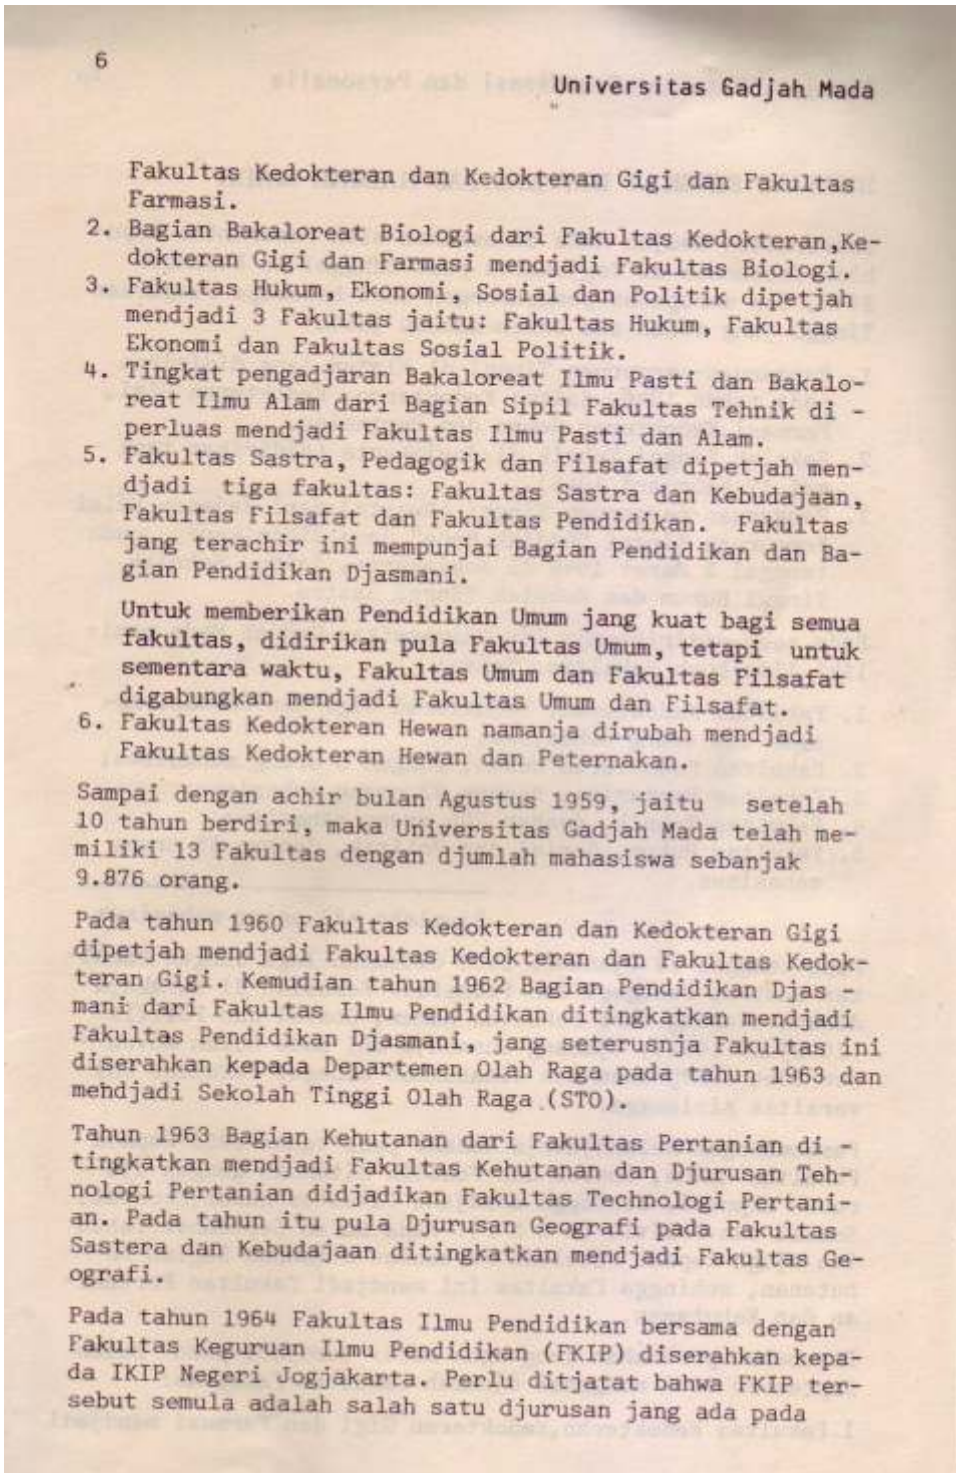 6
Universitas Gadjah Mada
Fakultas Kedokteran dan Kedokteran Gigi dan Fakultas
Farmasi.
2. Bagian Bakaloreat Biologi dari Fakultas Kedokteran,Ke-
dokteran Gigi dan Farmasi mendjadi Fakultas Biologi.
3. Fakultas Hukum, Ekonomi, Sosial dan Politik dipetjah
mendjadi 3 Fakultas jaitu: Fakultas Hukum, Fakultas
Ekonomi dan Fakultas Sosial Politik.
4. Tingkat pengadjaran Bakaloreat Ilmu Pasti dan Bakalo-
reat Ilmu Alam dari Bagian Sipil Fakultas Tehnik di -
perluas mendjadi Fakultas Ilmu Pasti dan Alam.
5. Fakultas Sastra, Pedagogik dan Filsafat dipetjah men-
djadi tiga fakultas: Fakultas Sastra dan Kebudajaan,
Fakultas Filsafat dan Fakultas Pendidikan. Fakultas
jang terachir ini mempunjai Bagian Pendidikan dan Ba-
gian Pendidikan Djasmani.
Untuk memberikan Pendidikan Umum jang kuat bagi semua
fakultas, didirikan pula Fakultas Umum, tetapi untuk
sementara waktu, Fakultas Umum dan Fakultas Filsafat
digabungkan mendjadi Fakultas Umum dan Filsafat.
6. Fakultas Kedokteran Hewan namanja dirubah mendjadi
Fakultas Kedokteran Hewan dan Peternakan.
Sampai dengan achir bulan Agustus 1959, jaitu setelah
10 tahun berdiri, maka Universitas Gadjah Mada telah me-
miliki 13 Fakultas dengan djumlah mahasiswa sebanjak
9.876 orang.
Pada tahun 1960 Fakultas Kedokteran dan Kedokteran Gigi
dipetjah mendjadi Fakultas Kedokteran dan Fakultas Kedok-
teran Gigi. Kemudian tahun 1962 Bagian Pendidikan Djas -
mani dari Fakultas Ilmu Pendidikan ditingkatkan mendjadi
Fakultas Pendidikan Djasmani, jang seterusnja Fakultas ini
diserahkan kepada Departemen Olah Raga pada tahun 1963 dan
mendjadi Sekolah Tinggi Olah Raga (STO).
Tahun 1963 Bagian Kehutanan dari Fakultas Pertanian di -
tingkatkan mendjadi Fakultas Kehutanan dan Djurusan Teh-
nologi Pertanian didjadikan Fakultas Technologi Pertani-
an. Pada tahun itu pula Djurusan Geografi pada Fakultas
Sastera dan Kebudajaan ditingkatkan mendjadi Fakultas Ge-
ografi.
Pada tahun 1964 Fakultas Ilmu Pendidikan bersama dengan
Fakultas Keguruan Ilmu Pendidikan (FKIP) diserahkan kepa-
da IKIP Negeri Jogjakarta. Perlu ditjatat bahwa FKIP ter-
sebut semula adalah salah satu djurusan jang ada pada